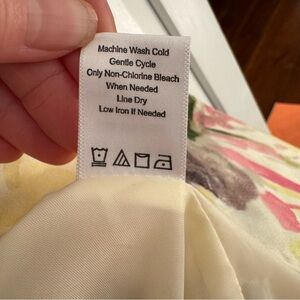 Machine Wash Cold
Gentle Cycle
Only Non-Chlorine Bleach
When Needed
Line Dry
Low Iron If Needed